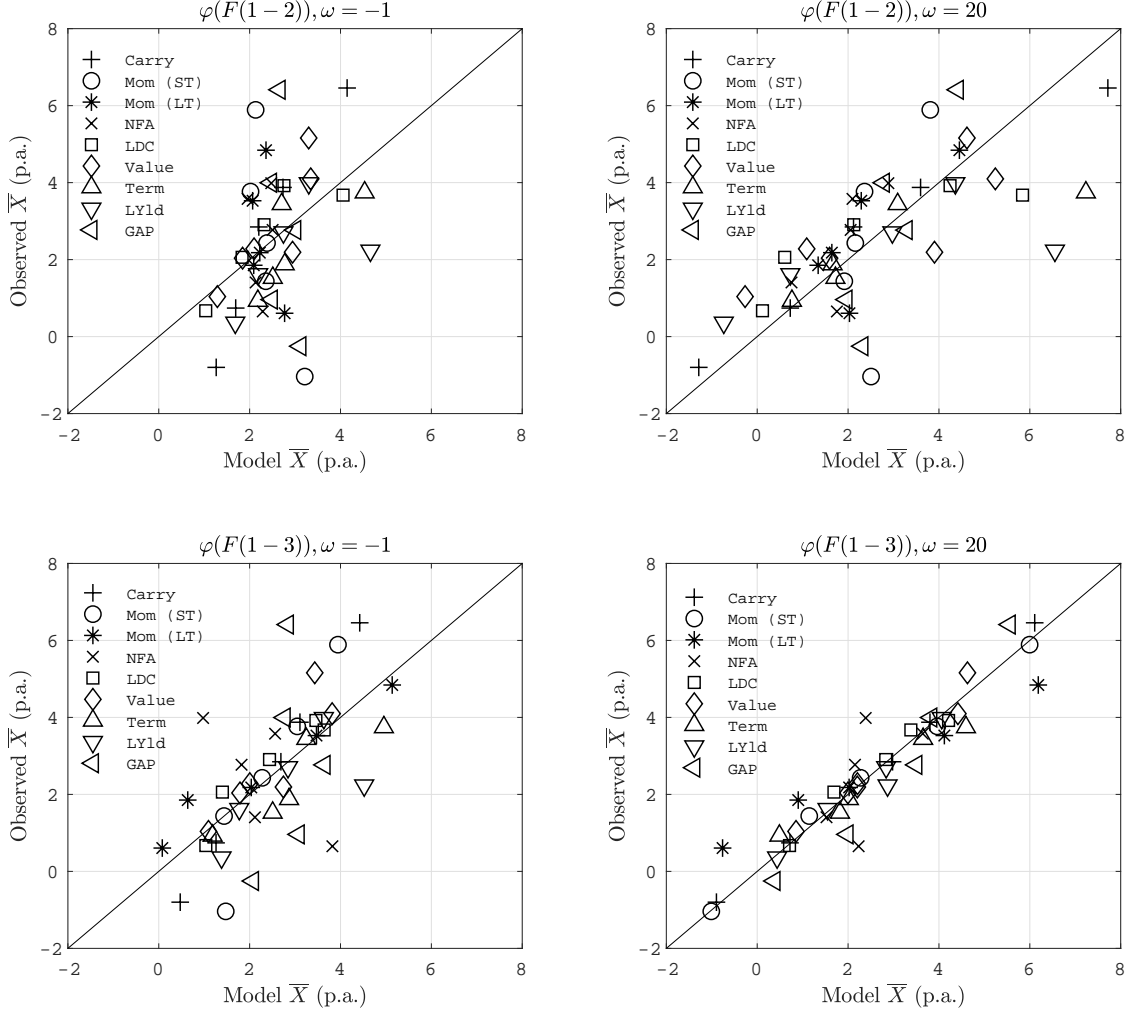 φ(F(1 − 2)), ω = −1
8
6
4
2
0
−2
Observed X̅ (p.a.)
Carry
Mom (ST)
Mom (LT)
NFA
LDC
Value
Term
LYld
GAP
−2 0 2 4 6 8
Model X̅ (p.a.)
φ(F(1 − 2)), ω = 20
8
6
4
2
0
−2
Observed X̅ (p.a.)
Carry
Mom (ST)
Mom (LT)
NFA
LDC
Value
Term
LYld
GAP
−2 0 2 4 6 8
Model X̅ (p.a.)
φ(F(1 − 3)), ω = −1
8
6
4
2
0
−2
Observed X̅ (p.a.)
Carry
Mom (ST)
Mom (LT)
NFA
LDC
Value
Term
LYld
GAP
−2 0 2 4 6 8
Model X̅ (p.a.)
φ(F(1 − 3)), ω = 20
8
6
4
2
0
−2
Observed X̅ (p.a.)
Carry
Mom (ST)
Mom (LT)
NFA
LDC
Value
Term
LYld
GAP
−2 0 2 4 6 8
Model X̅ (p.a.)